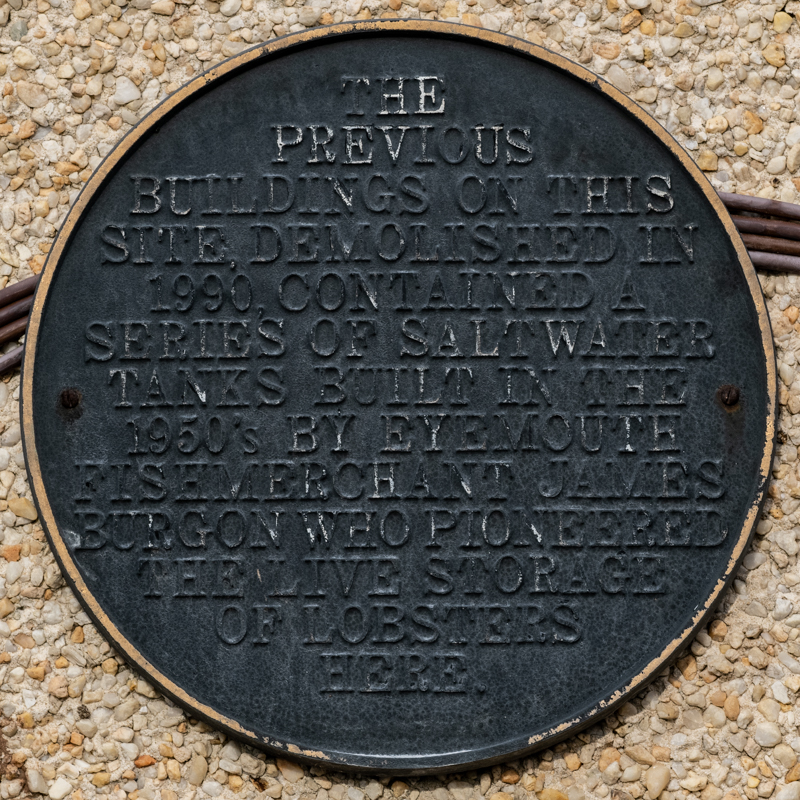 THE
PREVIOUS
BUILDINGS ON THIS
SITE, DEMOLISHED IN
1990, CONTAINED A
SERIES OF SALTWATER
TANKS BUILT IN THE
1950's BY EYEMOUTE
FISHMERCHANT JAMES
BURGON WHO PIONEERED
THE LIVE STORAGE
OF LOBSTERS
HERE.